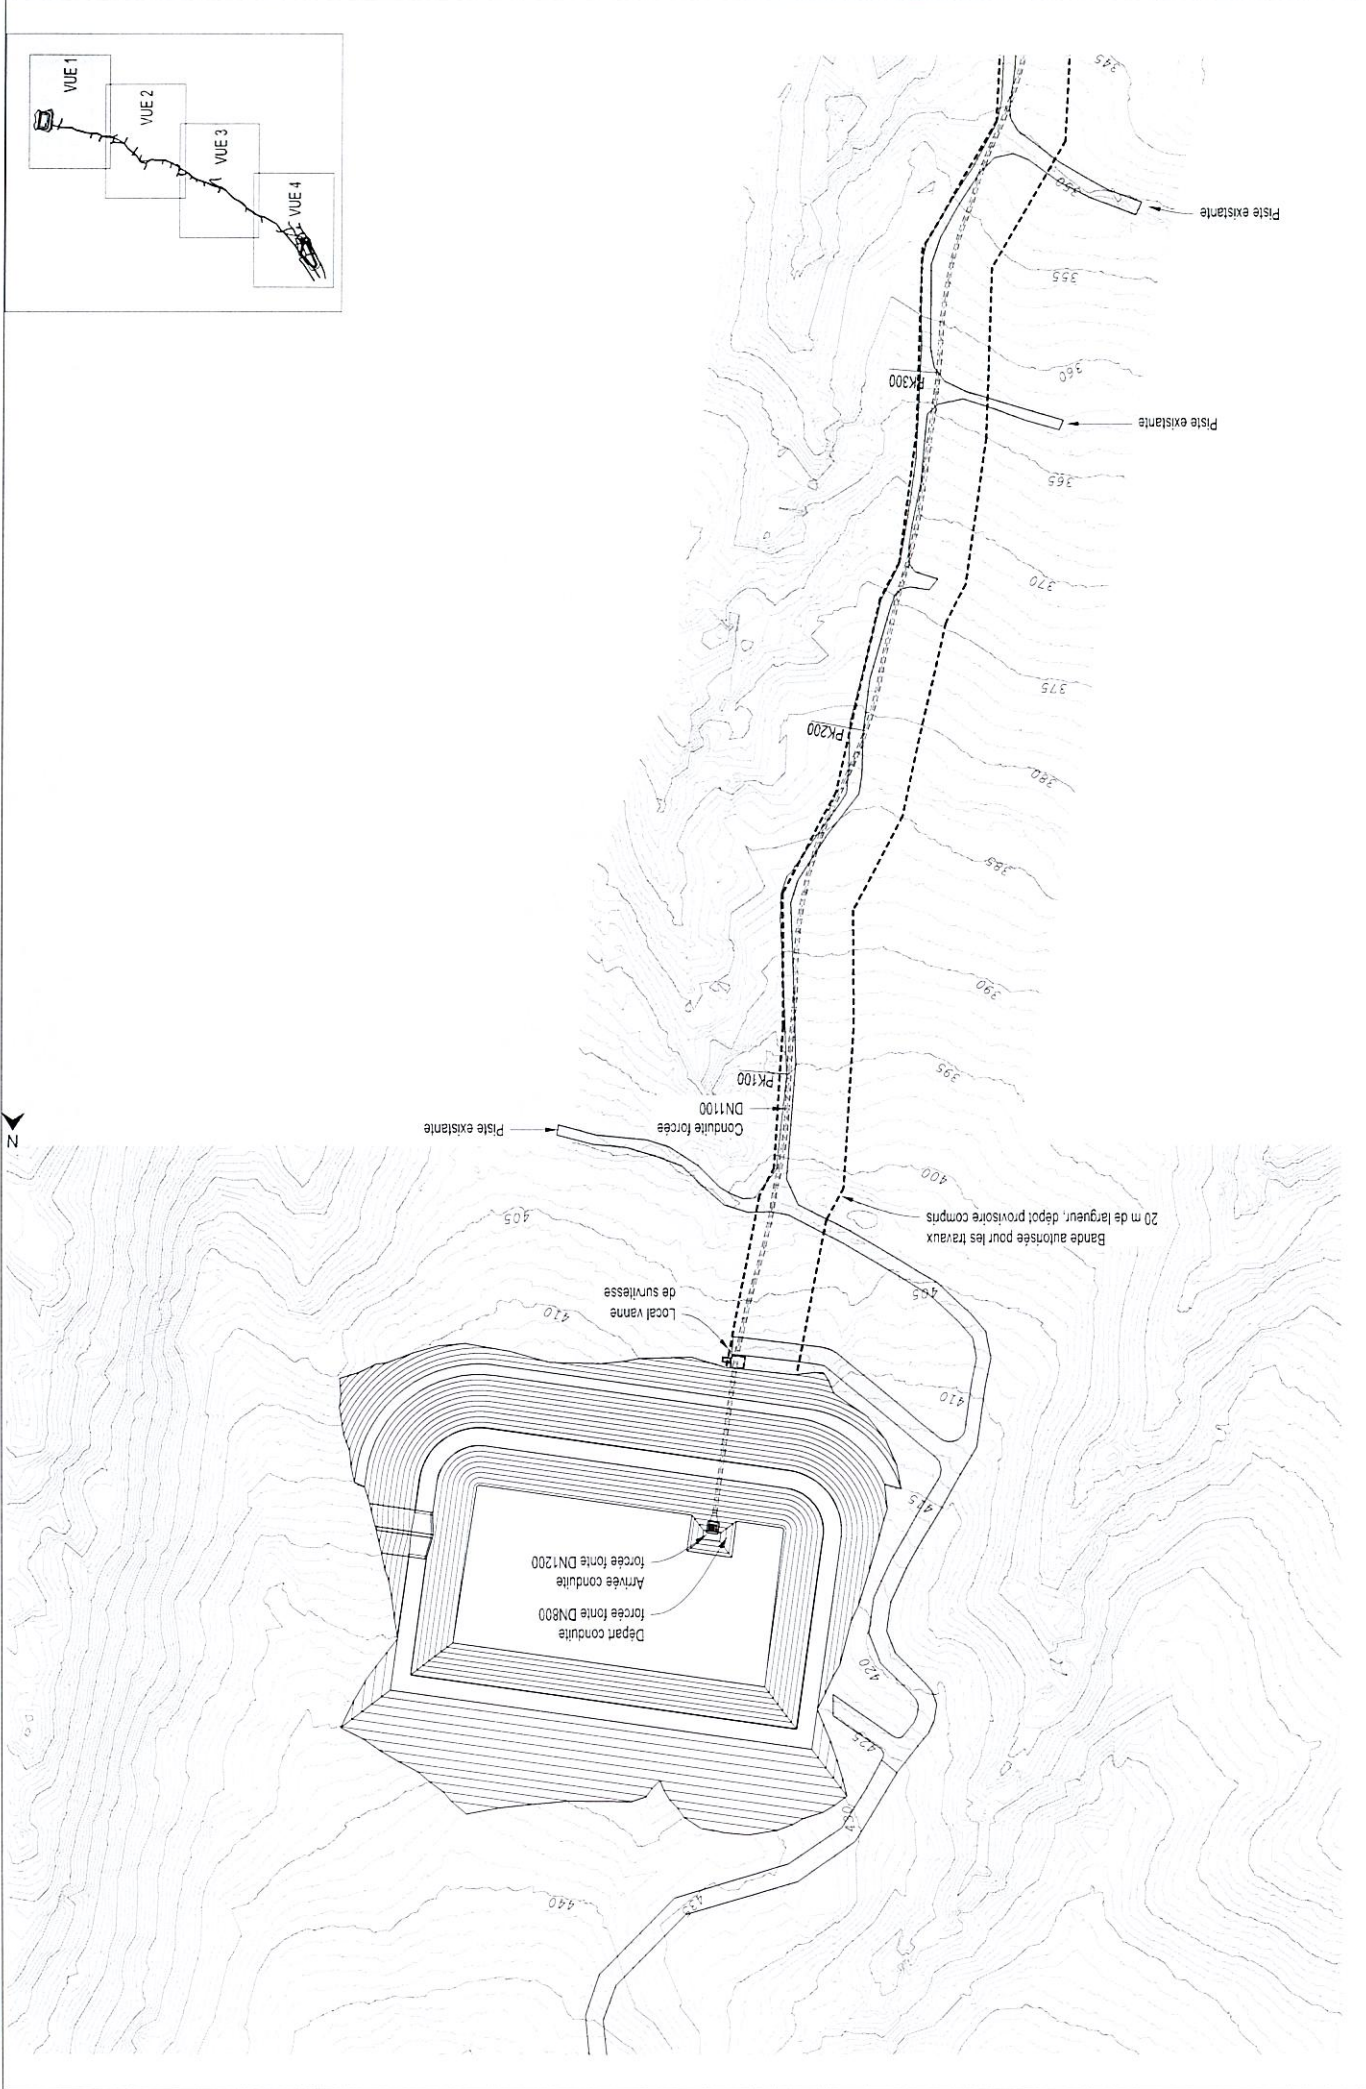 VUE 1
VUE 2
VUE 3
VUE 4
N
345
350
Piste existante
355
360
PK300
Piste existante
365
370
375
PK200
380
385
390
395
PK100
Conduite forcée
DN1100
Piste existante
400
Bande autorisée pour les travaux
20 m de largueur, dépot provisoire compris
405
405
Local vanne
de survitesse
410
410
415
Arrivée conduite
forcée fonte DN1200
Départ conduite
forcée fonte DN800
420
425
430
440